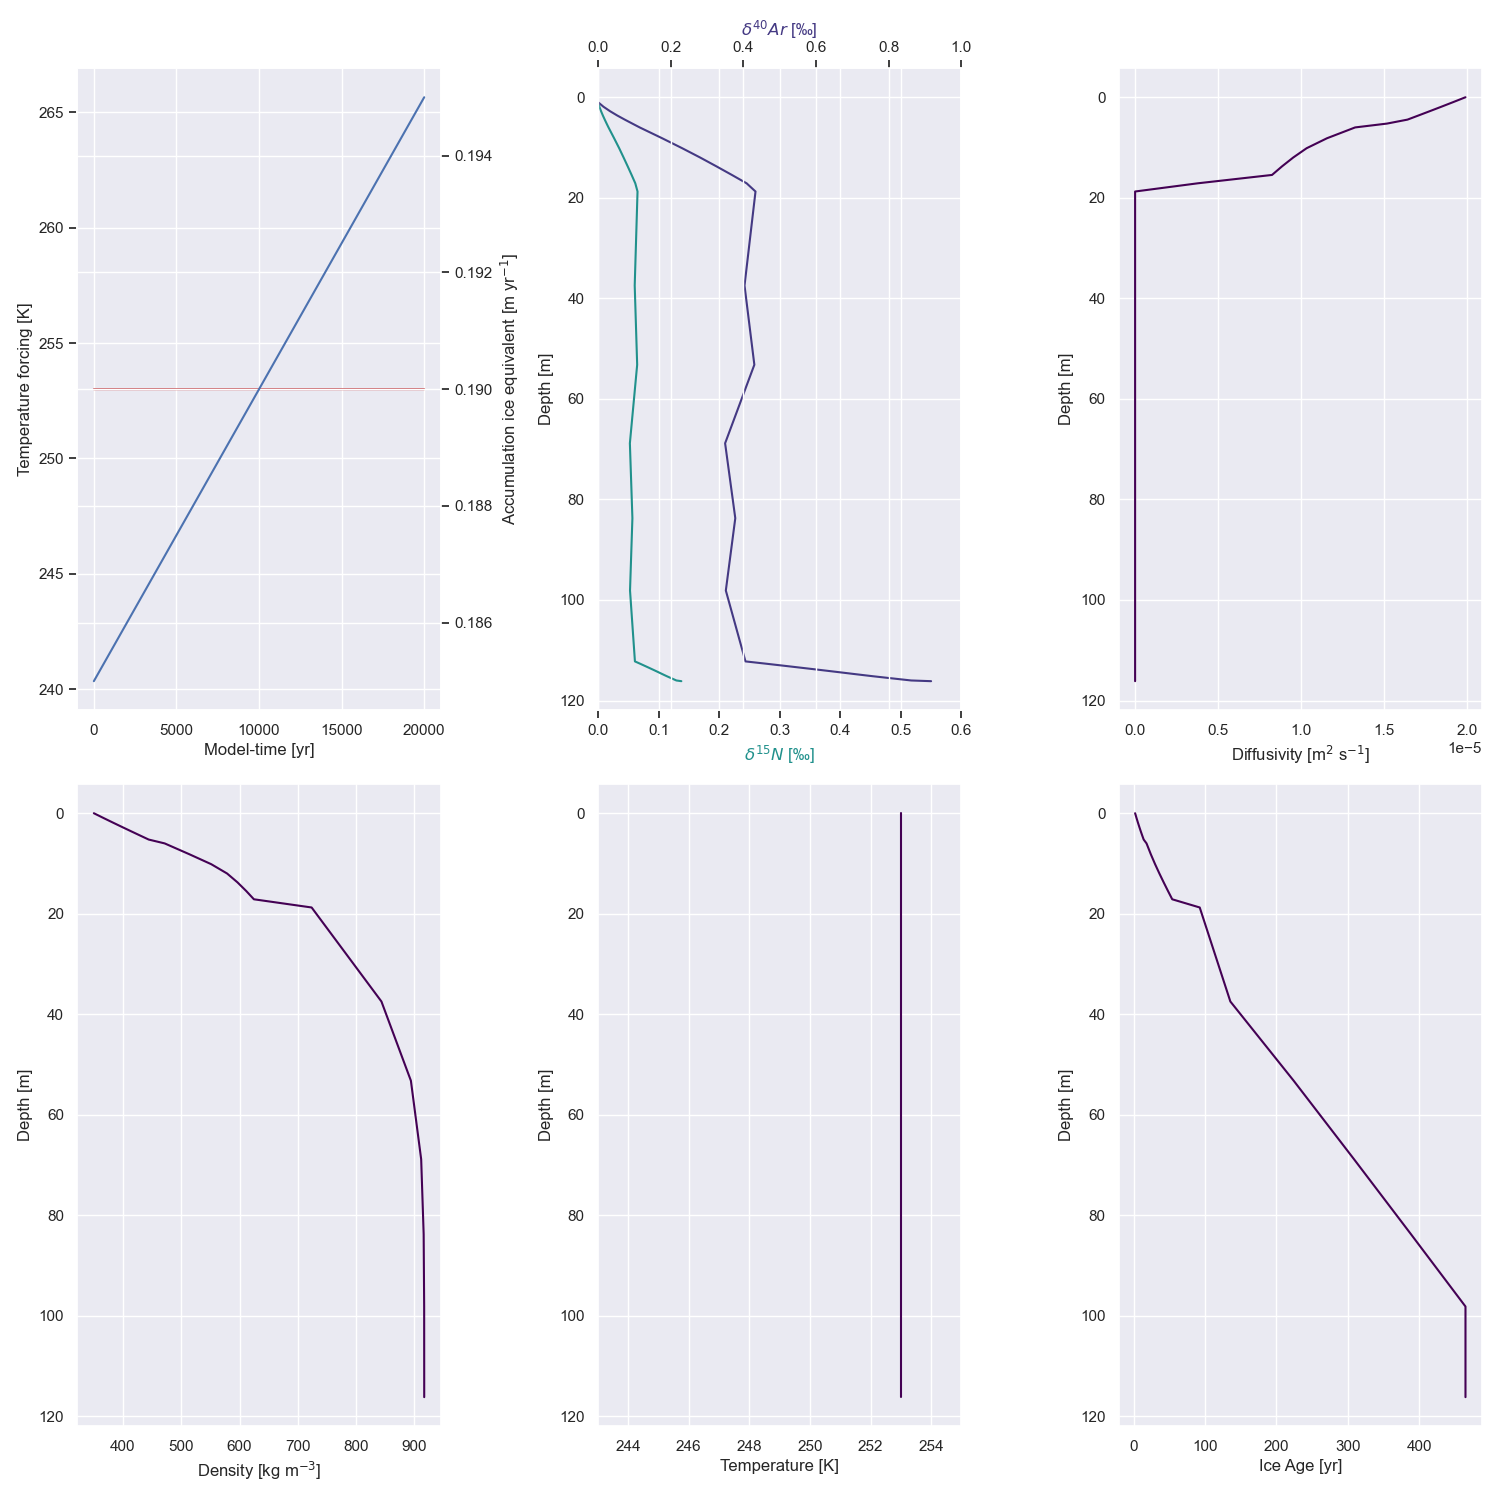 δ⁴⁰Ar [‰]
0.0 0.2 0.4 0.6 0.8 1.0
Temperature forcing [K]
265
260
255
250
245
240
0 5000 10000 15000 20000
Model-time [yr]
0.194
0.192
0.190
0.188
0.186
Accumulation ice equivalent [m yr⁻¹]
Depth [m]
0
20
40
60
80
100
120
0.0 0.1 0.2 0.3 0.4 0.5 0.6
δ¹⁵N [‰]
Depth [m]
0
20
40
60
80
100
120
0 0.5 1.0 1.5 2.0
1e−5
Diffusivity [m² s⁻¹]
Depth [m]
0
20
40
60
80
100
120
400 500 600 700 800 900
Density [kg m⁻³]
Depth [m]
0
20
40
60
80
100
120
244 246 248 250 252 254
Temperature [K]
Depth [m]
0
20
40
60
80
100
120
0 100 200 300 400
Ice Age [yr]